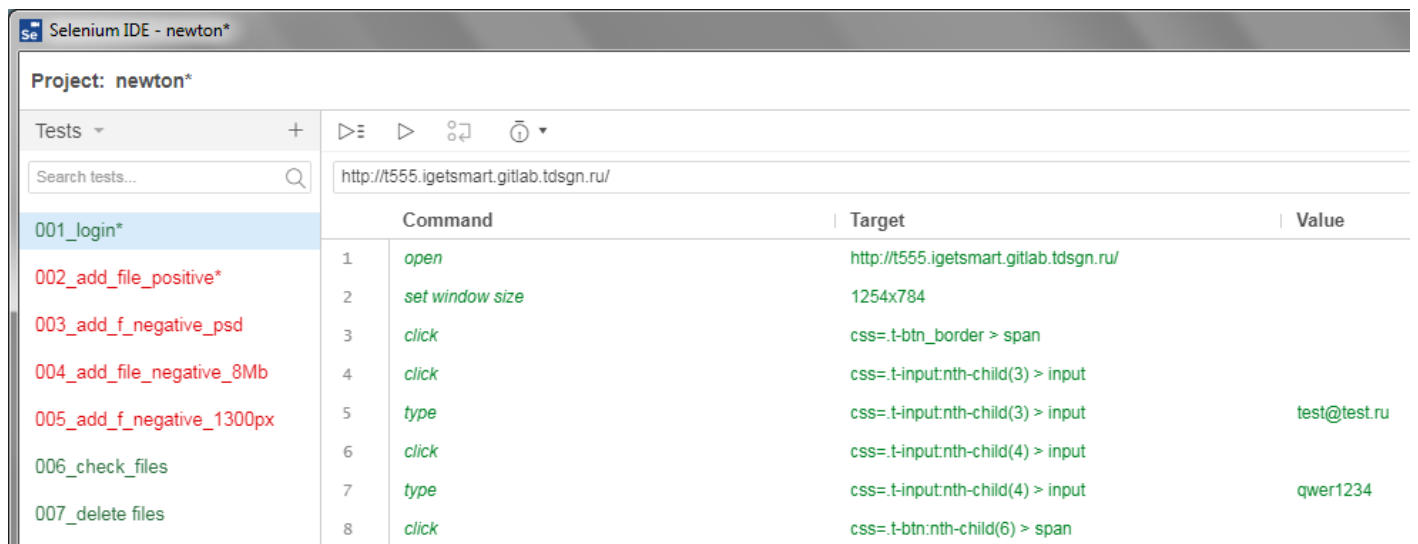 Selenium IDE - newton*
Project: newton*
Tests
Search tests...
001_login*
002_add_file_positive*
003_add_f_negative_psd
004_add_file_negative_8Mb
005_add_f_negative_1300px
006_check_files
007_delete files
http://t555.igetsmart.gitlab.tdsgn.ru/
Command Target Value
1 open http://t555.igetsmart.gitlab.tdsgn.ru/
2 set window size 1254x784
3 click css=.t-btn_border > span
4 click css=.t-input:nth-child(3) > input
5 type css=.t-input:nth-child(3) > input test@test.ru
6 click css=.t-input:nth-child(4) > input
7 type css=.t-input:nth-child(4) > input qwer1234
8 click css=.t-btn:nth-child(6) > span